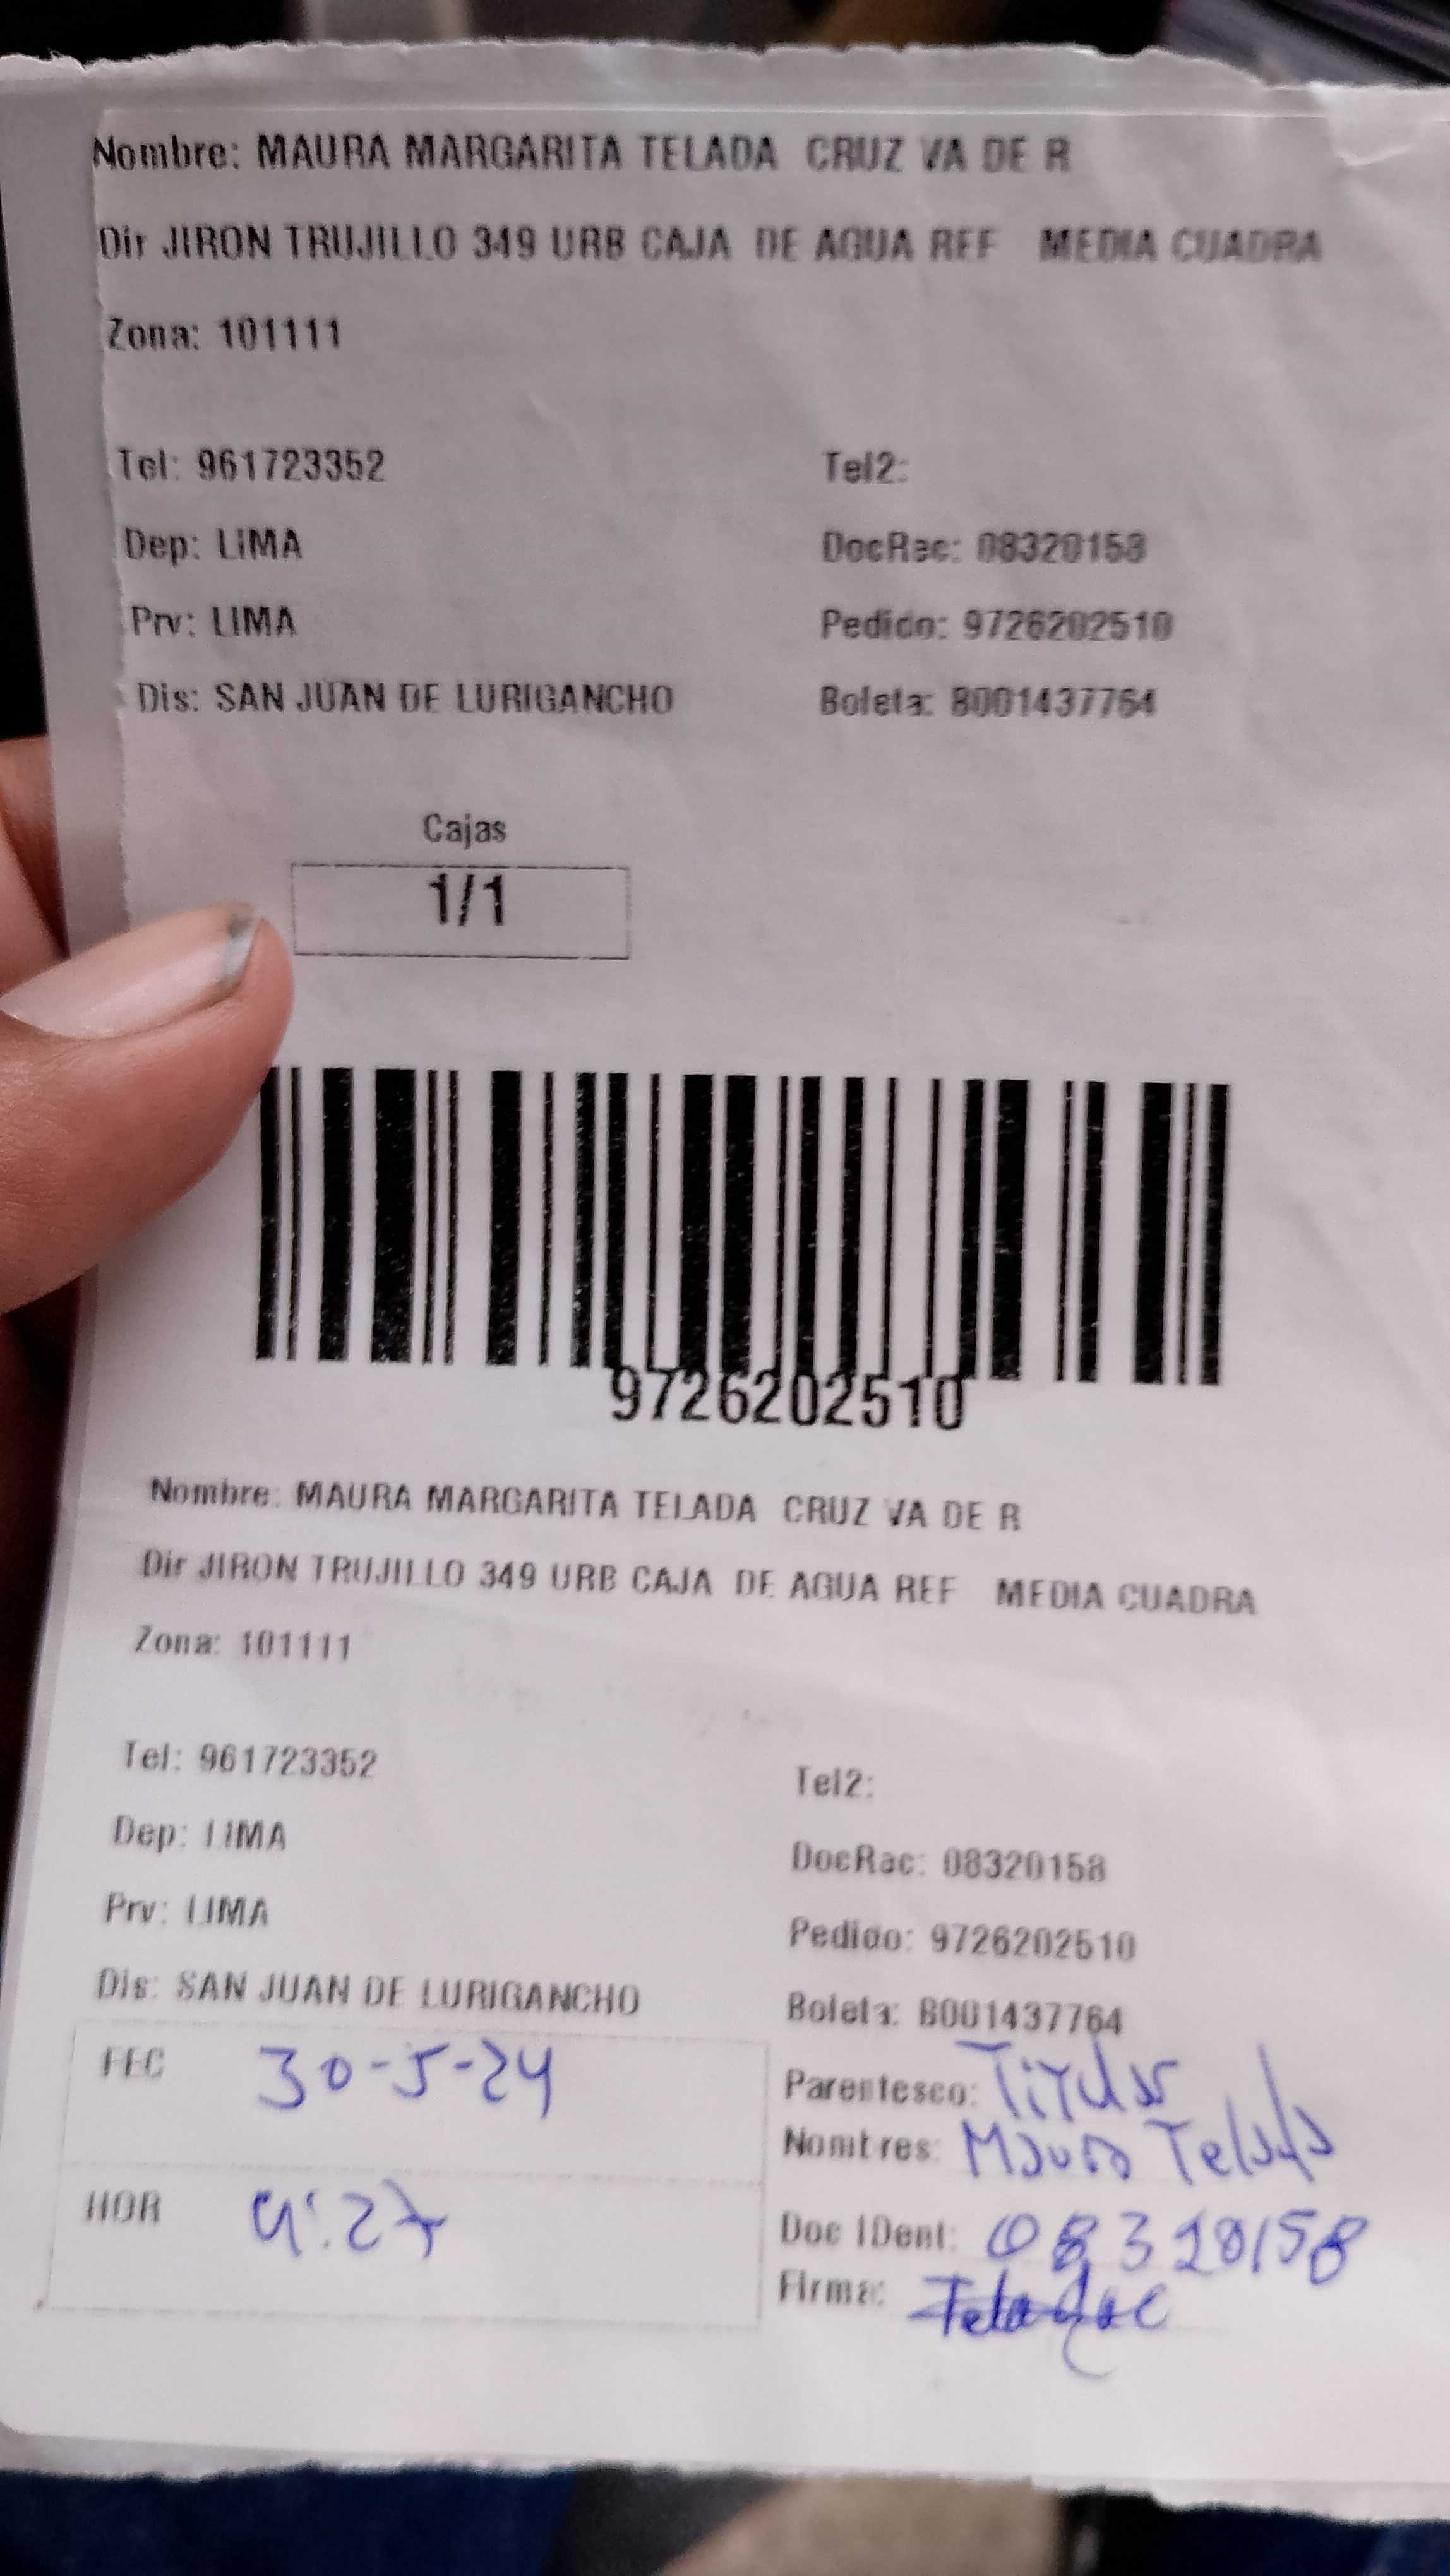 Nombre: MAURA MARGARITA TELADA CRUZ VA DE R
Dir JIRON TRUJILLO 349 URB CAJA DE AGUA REF MEDIA CUADRA
Zona: 101111
Tel: 961723352 Tel2:
Dep: LIMA DocRac: 08320158
Prv: LIMA Pedido: 9726202510
Dis: SAN JUAN DE LURIGANCHO Boleta: B001437764
Cajas
1/1
9726202510
Nombre: MAURA MARGARITA TELADA CRUZ VA DE R
Dir JIRON TRUJILLO 349 URB CAJA DE AGUA REF MEDIA CUADRA
Zona: 101111
Tel: 961723352 Tel2:
Dep: LIMA DocRac: 08320158
Prv: LIMA Pedido: 9726202510
Dis: SAN JUAN DE LURIGANCHO Boleta: B001437764
FEC 30-5-24 Parentesco: Titular
Nombres: Maura Telada
HOR 4:27 Doc IDent: 08320158
Firma: